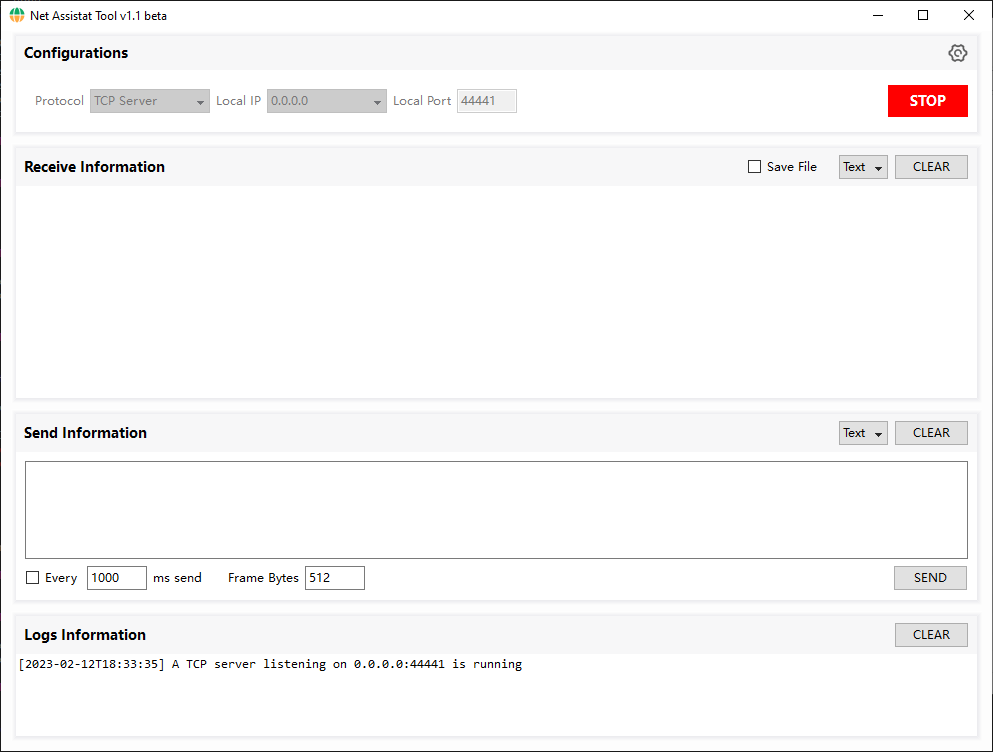 Net Assistat Tool v1.1 beta
Configurations
Protocol TCP Server Local IP 0.0.0.0 Local Port 44441 STOP
Receive Information Save File Text CLEAR
Send Information Text CLEAR
Every 1000 ms send Frame Bytes 512 SEND
Logs Information CLEAR
[2023-02-12T18:33:35] A TCP server listening on 0.0.0.0:44441 is running